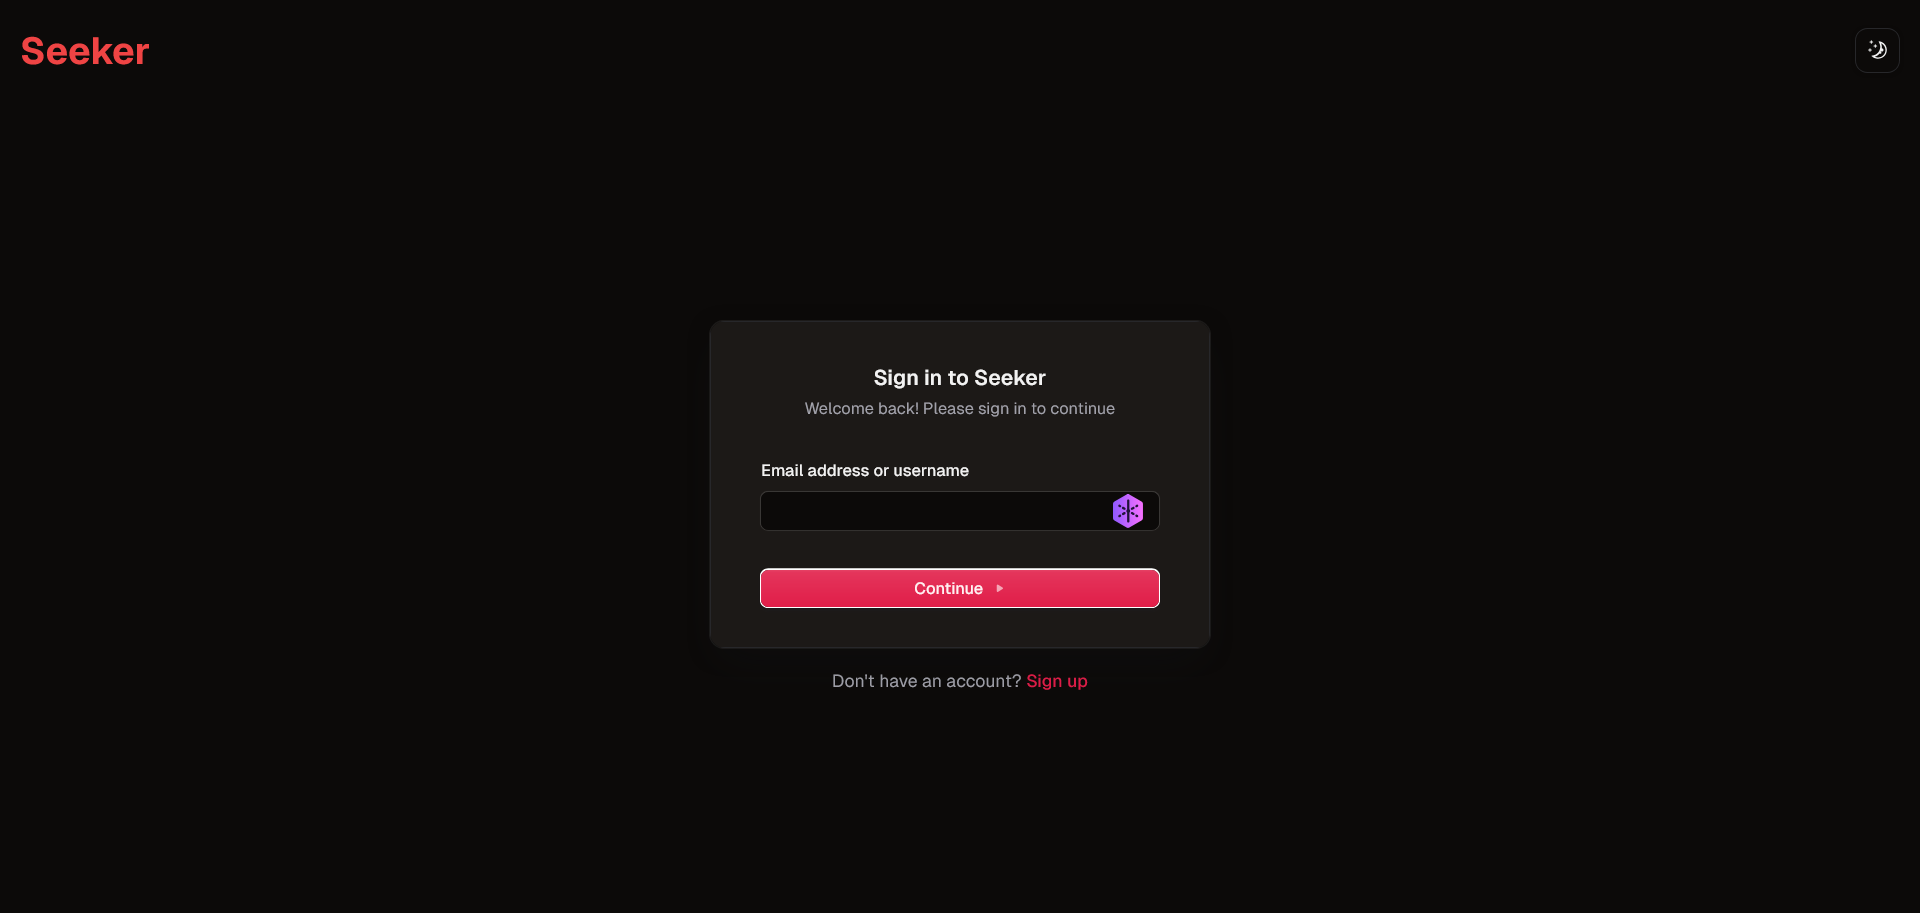 Seeker
Sign in to Seeker
Welcome back! Please sign in to continue
Email address or username
Continue
Don't have an account? Sign up